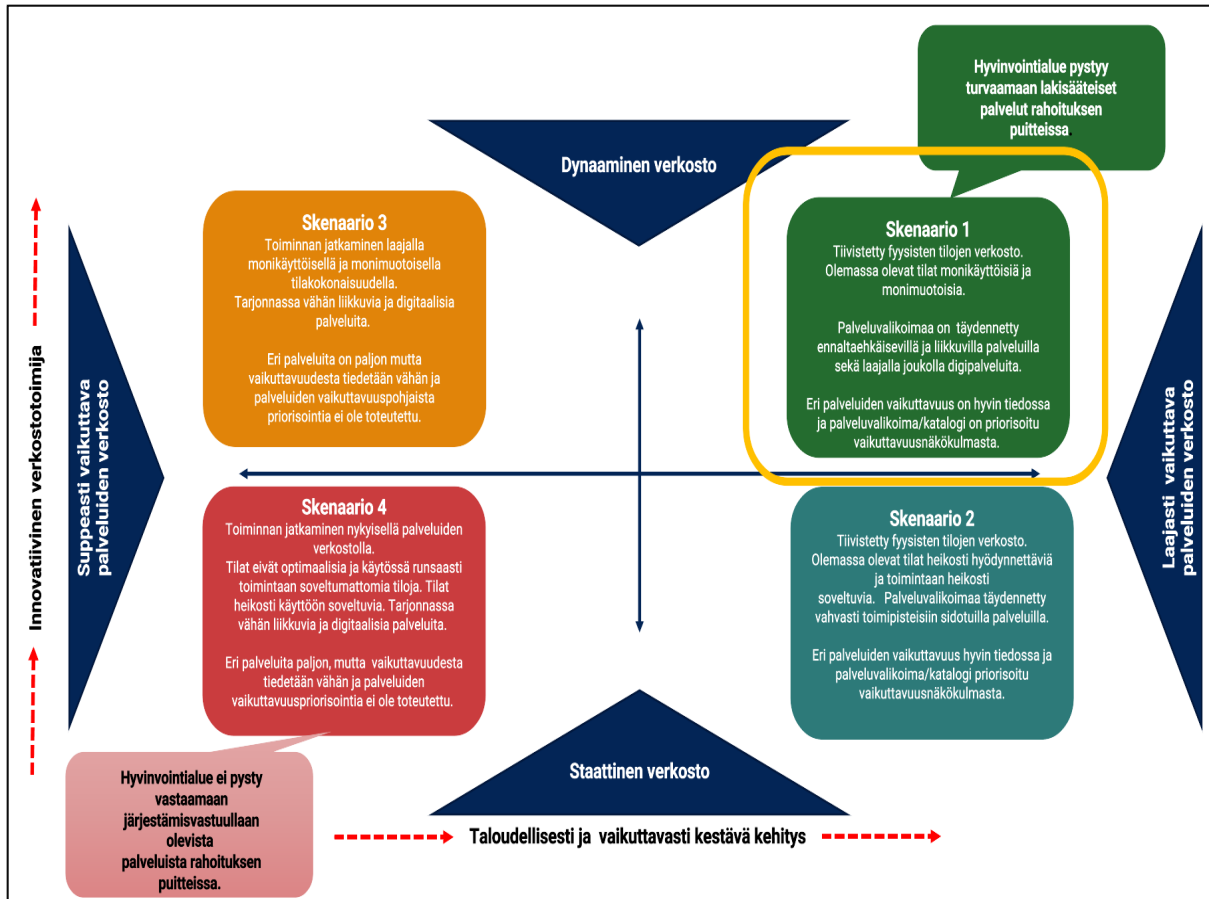 Hyvinvointialue pystyy
turvaamaan lakisääteiset
palvelut rahoituksen
puitteissa.
Dynaaminen verkosto
Skenaario 3
Toiminnan jatkaminen laajalla
monikäyttöisellä ja monimuotoisella
tilakokonaisuudella.
Tarjonnassa vähän liikkuvia ja digitaalisia
palveluita.
Eri palveluita on paljon mutta
vaikuttavuudesta tiedetään vähän ja
palveluiden vaikuttavuuspohjaista
priorisointia ei ole toteutettu.
Skenaario 1
Tiivistetty fyysisten tilojen verkosto.
Olemassa olevat tilat monikäyttöisiä ja
monimuotoisia.
Palveluvalikoimaa on täydennetty
ennaltaehkäisevillä ja liikkuvilla palveluilla
sekä laajalla joukolla digipalveluita.
Eri palveluiden vaikuttavuus on hyvin tiedossa
ja palveluvalikoima/katalogi on priorisoitu
vaikuttavuusnäkökulmasta.
Innovatiivinen verkostotoimija
Suppeasti vaikuttava
palveluiden verkosto
Laajasti vaikuttava
palveluiden verkosto
Skenaario 4
Toiminnan jatkaminen nykyisellä palveluiden
verkostolla.
Tilat eivät optimaalisia ja käytössä runsaasti
toimintaan soveltumattomia tiloja. Tilat
heikosti käyttöön soveltuvia. Tarjonnassa
vähän liikkuvia ja digitaalisia palveluita.
Eri palveluita paljon, mutta vaikuttavuudesta
tiedetään vähän ja palveluiden
vaikuttavuuspriorisointia ei ole toteutettu.
Skenaario 2
Tiivistetty fyysisten tilojen verkosto.
Olemassa olevat tilat heikosti hyödynnettäviä
ja toimintaan heikosti
soveltuvia. Palveluvalikoimaa täydennetty
vahvasti toimipisteisiin sidotuilla palveluilla.
Eri palveluiden vaikuttavuus hyvin tiedossa ja
palveluvalikoima/katalogi priorisoitu
vaikuttavuusnäkökulmasta.
Hyvinvointialue ei pysty
vastaamaan
järjestämisvastuullaan
olevista
palveluista rahoituksen
puitteissa.
Staattinen verkosto
Taloudellisesti ja vaikuttavasti kestävä kehitys